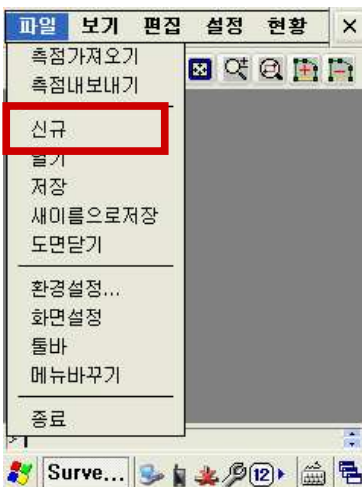 파일 보기 편집 설정 현황 ×
측점가져오기
측점내보내기
신규
열기
저장
새이름으로저장
도면닫기
환경설정...
화면설정
툴바
메뉴바꾸기
종료
>
Surve... 12